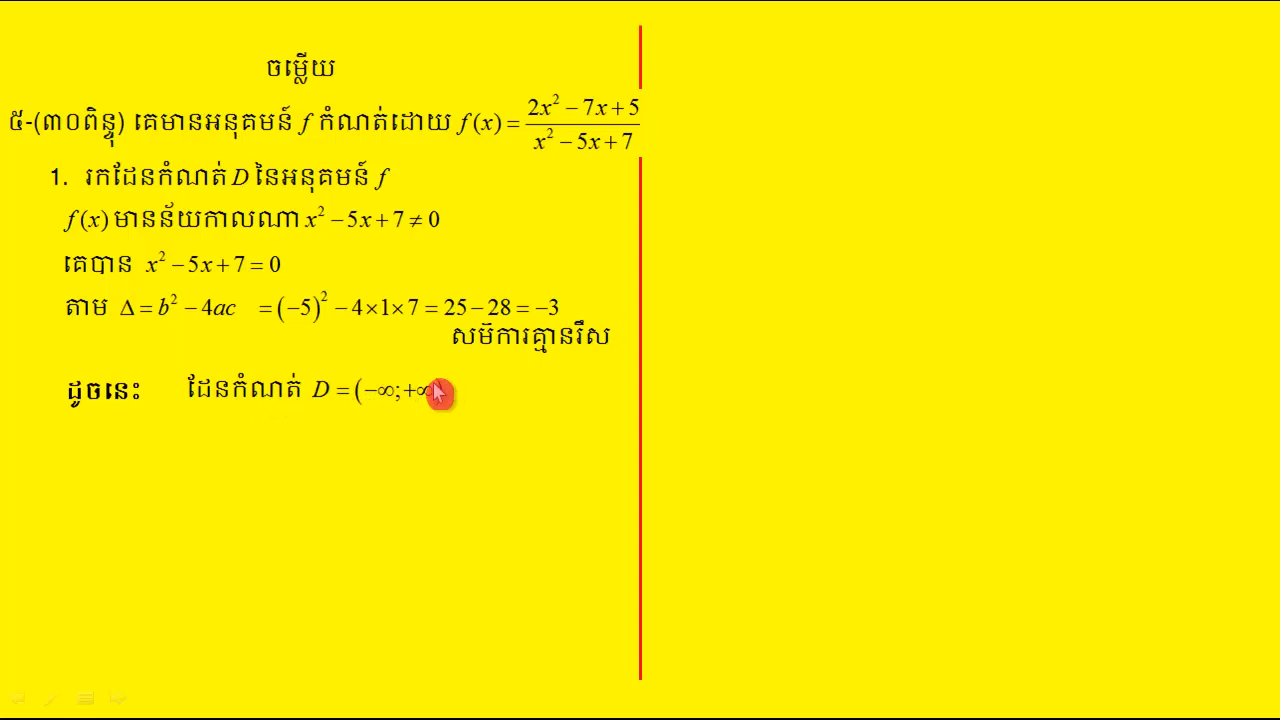 ចម្លើយ
៥-(៣០ពិន្ទុ) គេមានអនុគមន៍ f កំណត់ដោយ f(x) = (2x² − 7x + 5)/(x² − 5x + 7)
1. រកដែនកំណត់ D នៃអនុគមន៍ f
f(x) មានន័យកាលណា x² − 5x + 7 ≠ 0
គេបាន x² − 5x + 7 = 0
តាម Δ = b² − 4ac = (−5)² − 4×1×7 = 25 − 28 = −3
សមីការគ្មានរឹស
ដូចនេះ ដែនកំណត់ D = (−∞;+∞)